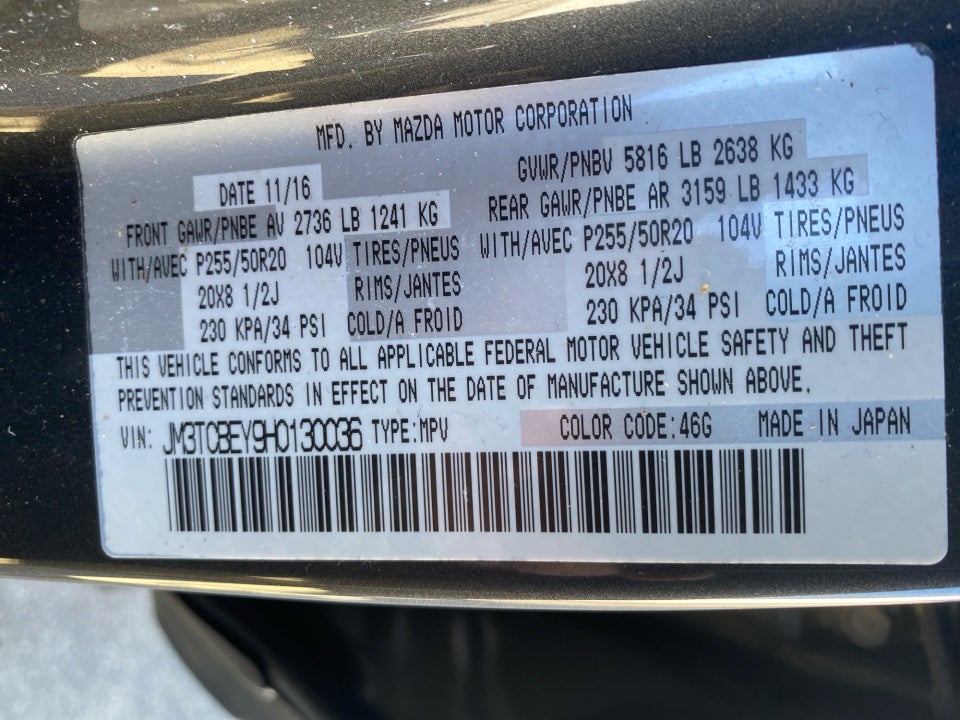 MFD. BY MAZDA MOTOR CORPORATION
DATE 11/16 GVWR/PNBV 5816 LB 2638 KG
FRONT GAWR/PNBE AV 2736 LB 1241 KG REAR GAWR/PNBE AR 3159 LB 1433 KG
WITH/AVEC P255/50R20 104V TIRES/PNEUS WITH/AVEC P255/50R20 104V TIRES/PNEUS
20X8 1/2J RIMS/JANTES 20X8 1/2J RIMS/JANTES
230 KPA/34 PSI COLD/A FROID 230 KPA/34 PSI COLD/A FROID
THIS VEHICLE CONFORMS TO ALL APPLICABLE FEDERAL MOTOR VEHICLE SAFETY AND THEFT
PREVENTION STANDARDS IN EFFECT ON THE DATE OF MANUFACTURE SHOWN ABOVE.
VIN: JM3TCBEY9H0130036 TYPE:MPV COLOR CODE:46G MADE IN JAPAN